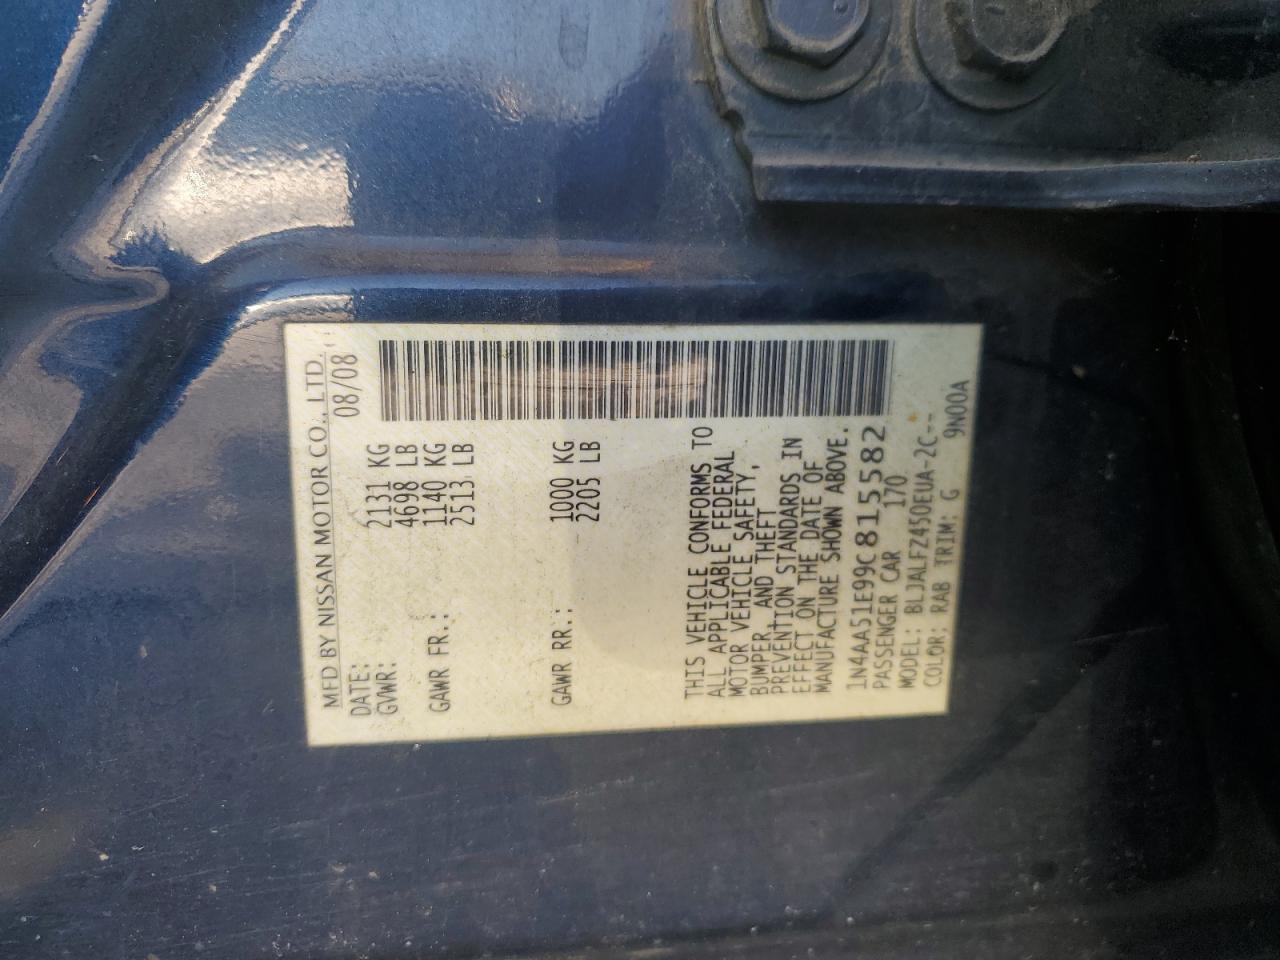 MFD BY NISSAN MOTOR CO., LTD.
DATE: 08/08
GVWR: 2131 KG
4698 LB
GAWR FR.: 1140 KG
2513 LB
GAWR RR.: 1000 KG
2205 LB
THIS VEHICLE CONFORMS TO
ALL APPLICABLE FEDERAL
MOTOR VEHICLE SAFETY,
BUMPER, AND THEFT
PREVENTION STANDARDS IN
EFFECT ON THE DATE OF
MANUFACTURE SHOWN ABOVE.
1N4AA51E99C815582
PASSENGER CAR 170
MODEL: BLJALFZ450EUA-2C--
COLOR: RAB TRIM: G 9N00A